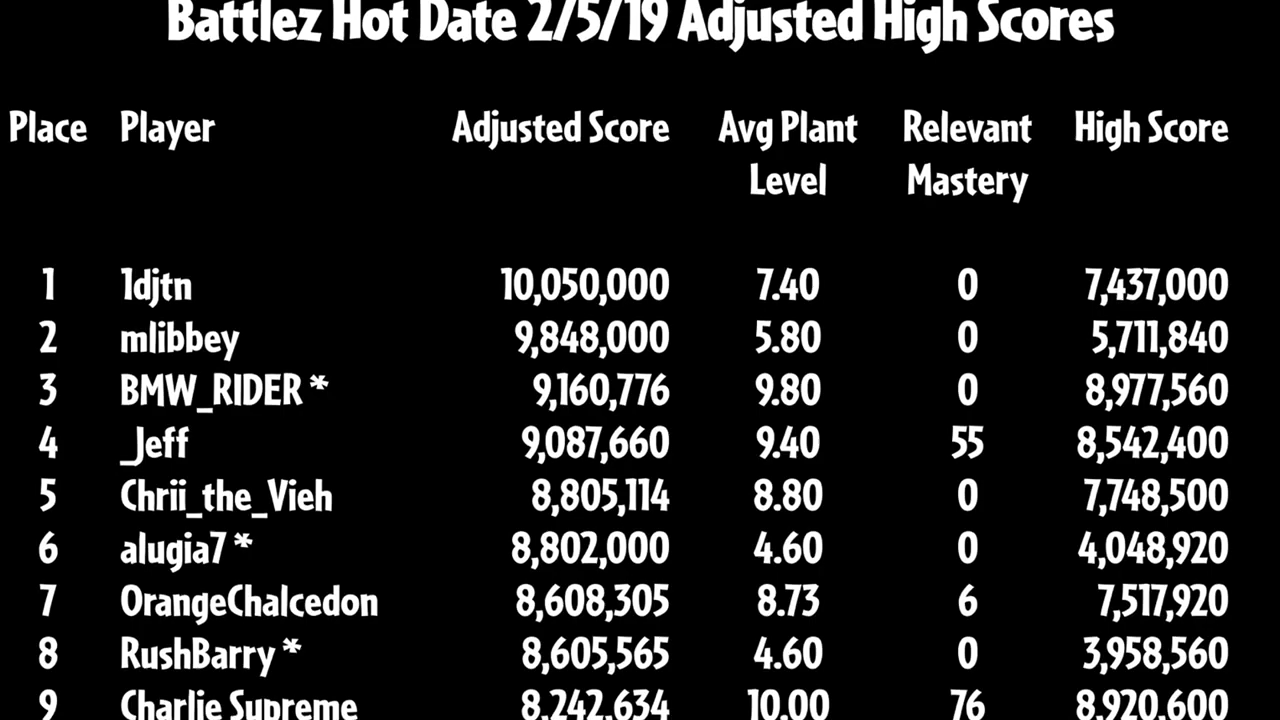 Battlez Hot Date 2/5/19 Adjusted High Scores
Place Player Adjusted Score Avg Plant Relevant High Score
Level Mastery
1 1djtn 10,050,000 7.40 0 7,437,000
2 mlibbey 9,848,000 5.80 0 5,711,840
3 BMW_RIDER * 9,160,776 9.80 0 8,977,560
4 _Jeff 9,087,660 9.40 55 8,542,400
5 Chrii_the_Vieh 8,805,114 8.80 0 7,748,500
6 alugia7 * 8,802,000 4.60 0 4,048,920
7 OrangeChalcedon 8,608,305 8.73 6 7,517,920
8 RushBarry * 8,605,565 4.60 0 3,958,560
9 Charlie Supreme 8,242,634 10.00 76 8,920,600